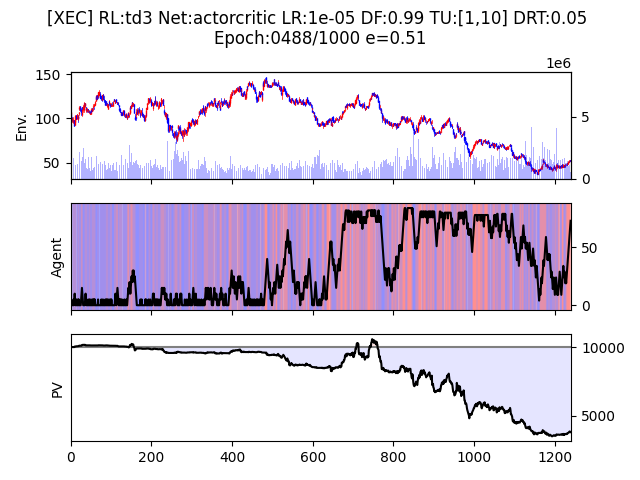 [XEC] RL:td3 Net:actorcritic LR:1e-05 DF:0.99 TU:[1,10] DRT:0.05
Epoch:0488/1000 e=0.51
1e6
150
100
50
Env.
5
0
Agent
50
0
PV
10000
5000
0 200 400 600 800 1000 1200